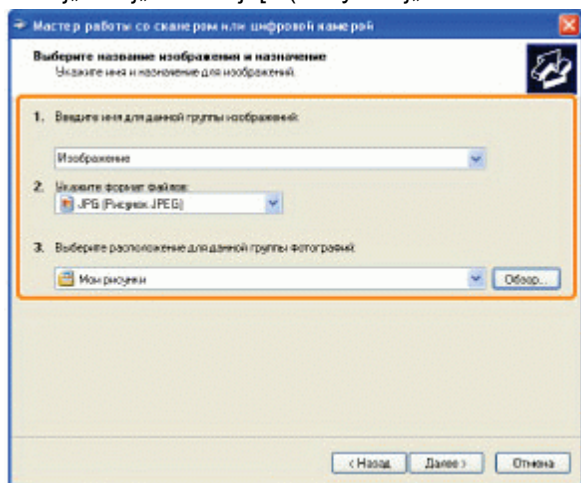 Мастер работы со сканером или цифровой камерой
Выберите название изображения и назначение
Укажите имя и назначение для изображений.
1. Введите имя для данной группы изображений:
Изображение
2. Укажите формат файлов:
JPG (Рисунок JPEG)
3. Выберите расположение для данной группы фотографий:
Мои рисунки
Обзор...
< Назад
Далее >
Отмена